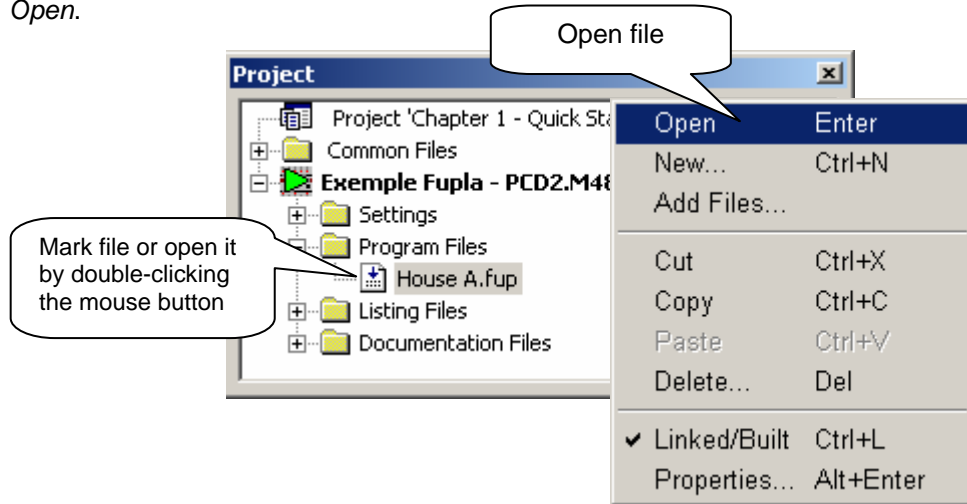 Open.
Open file
Project
Project 'Chapter 1 - Quick Sta
Common Files
Exemple Fupla - PCD2.M48
Settings
Program Files
House A.fup
Listing Files
Documentation Files
Mark file or open it
by double-clicking
the mouse button
Open Enter
New... Ctrl+N
Add Files...
Cut Ctrl+X
Copy Ctrl+C
Paste Ctrl+V
Delete... Del
Linked/Built Ctrl+L
Properties... Alt+Enter